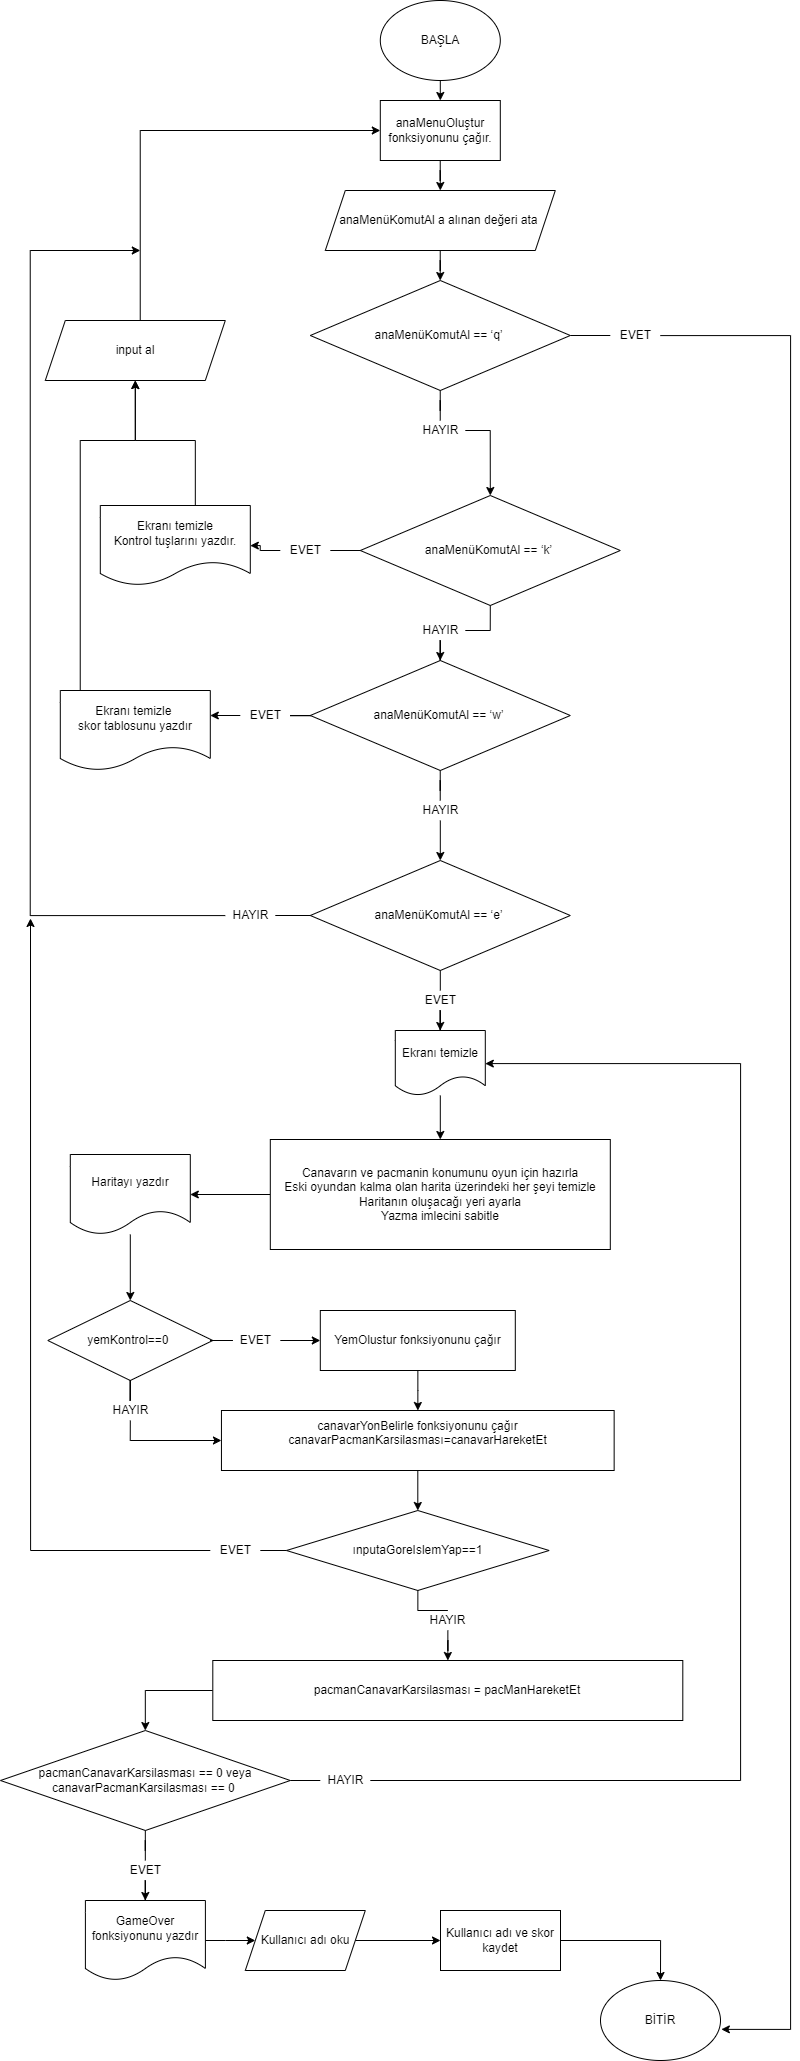 BAŞLA
anaMenuOluştur
fonksiyonunu çağır.
anaMenüKomutAl a alınan değeri ata
anaMenüKomutAl == ‘q’
EVET
input al
HAYIR
Ekranı temizle
Kontrol tuşlarını yazdır.
EVET
anaMenüKomutAl == ‘k’
HAYIR
Ekranı temizle
skor tablosunu yazdır
EVET
anaMenüKomutAl == ‘w’
HAYIR
HAYIR
anaMenüKomutAl == ‘e’
EVET
Ekranı temizle
Canavarın ve pacmanin konumunu oyun için hazırla
Eski oyundan kalma olan harita üzerindeki her şeyi temizle
Haritanın oluşacağı yeri ayarla
Yazma imlecini sabitle
Haritayı yazdır
yemKontrol==0
EVET
YemOlustur fonksiyonunu çağır
HAYIR
canavarYonBelirle fonksiyonunu çağır
canavarPacmanKarsilasması=canavarHareketEt
EVET
ınputaGoreIslemYap==1
HAYIR
pacmanCanavarKarsilasması = pacManHareketEt
pacmanCanavarKarsilasması == 0 veya
canavarPacmanKarsilasması == 0
HAYIR
EVET
GameOver
fonksiyonunu yazdır
Kullanıcı adı oku
Kullanıcı adı ve skor
kaydet
BİTİR